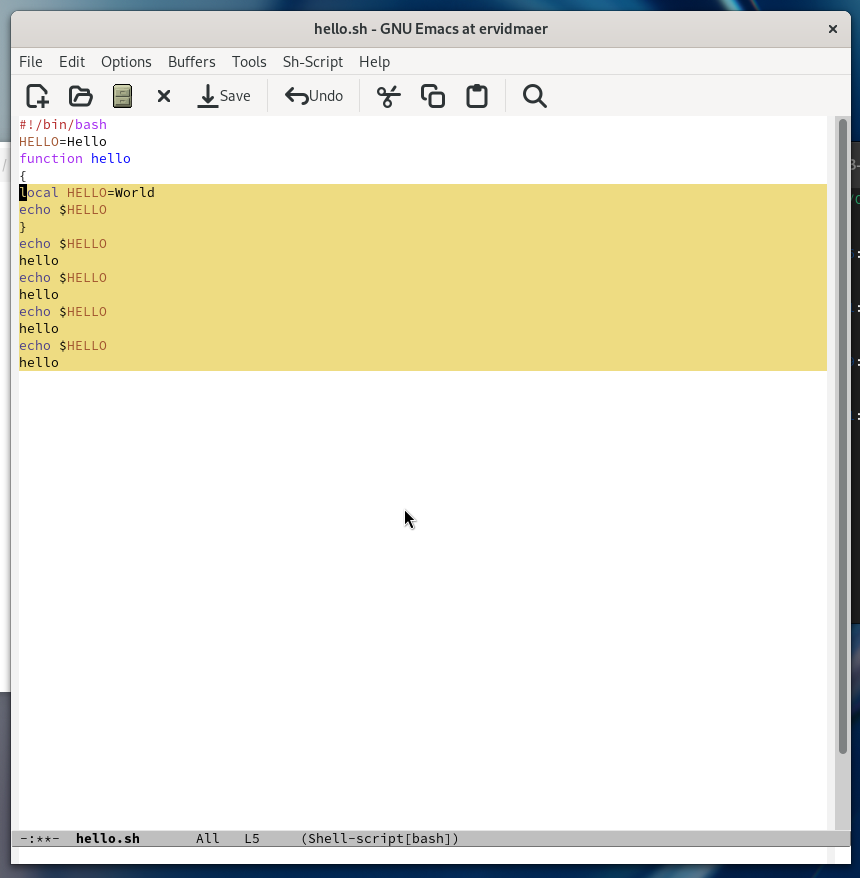 hello.sh - GNU Emacs at ervidmaer ×
File Edit Options Buffers Tools Sh-Script Help
Save Undo
#!/bin/bash
HELLO=Hello
function hello
{
local HELLO=World
echo $HELLO
}
echo $HELLO
hello
echo $HELLO
hello
echo $HELLO
hello
echo $HELLO
hello
-:**- hello.sh All L5 (Shell-script[bash])